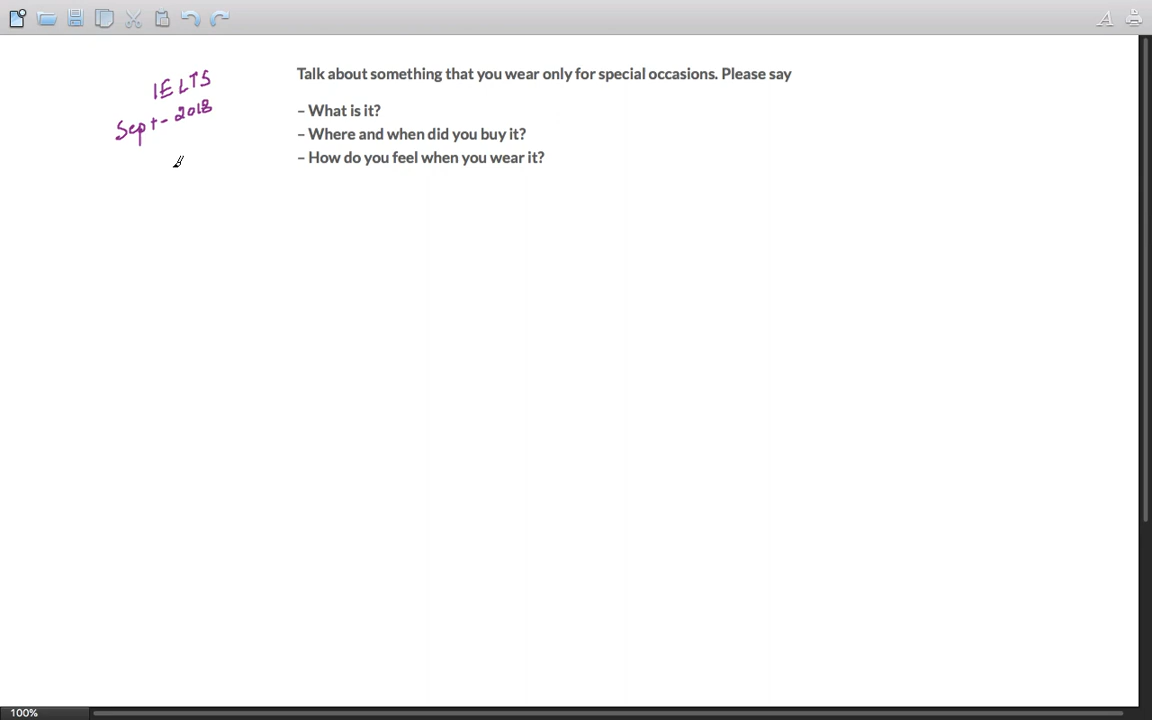 IELTS
Sept - 2018
Talk about something that you wear only for special occasions. Please say
– What is it?
– Where and when did you buy it?
– How do you feel when you wear it?
100%